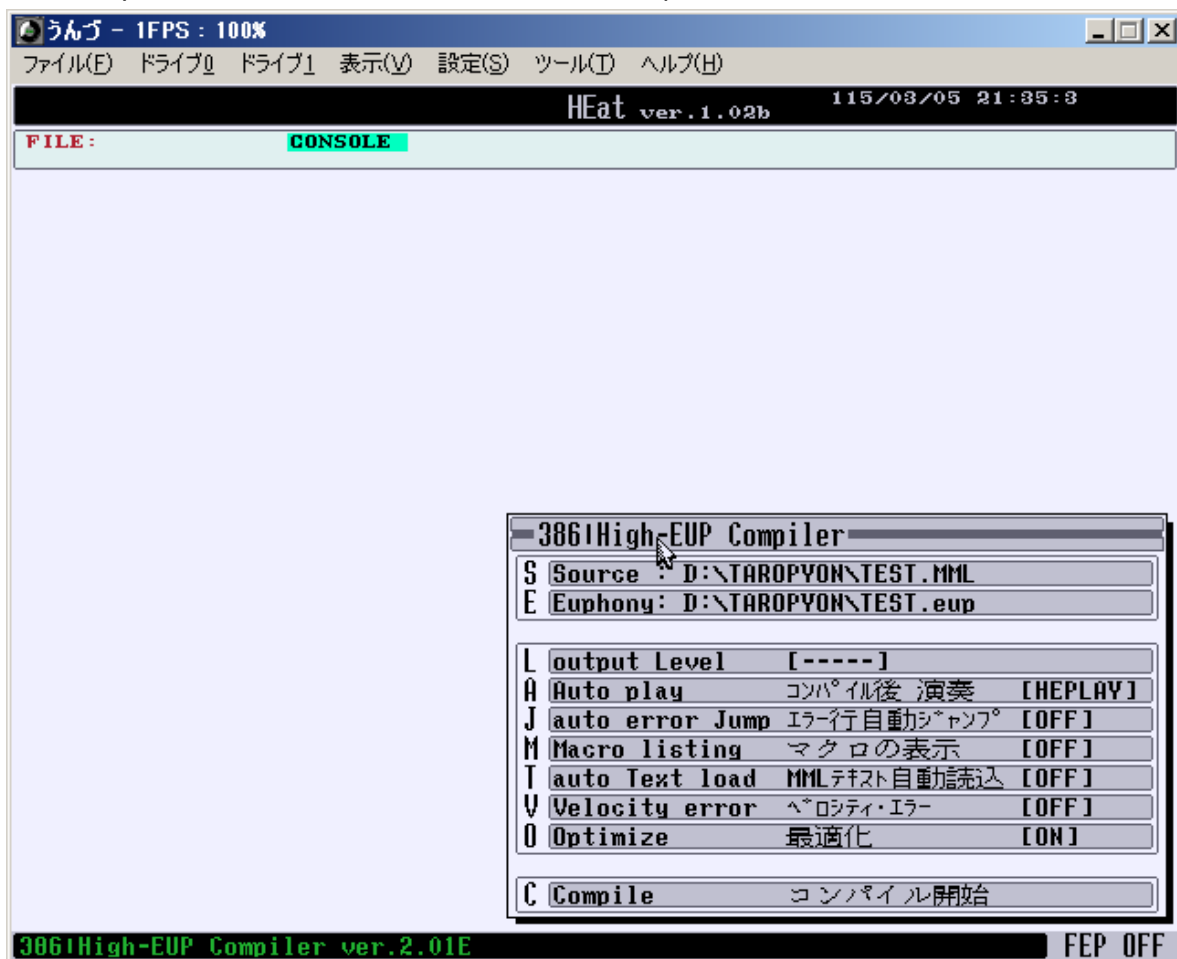 うんづ - 1FPS : 100%
ファイル(F) ドライブ0 ドライブ1 表示(V) 設定(S) ツール(T) ヘルプ(H)
HEat ver.1.02b 115/03/05 21:35:3
FILE: CONSOLE
386|High-EUP Compiler
S Source : D:\TAROPYON\TEST.MML
E Euphony: D:\TAROPYON\TEST.eup
L output Level [-----]
A Auto play コンパイル後 演奏 [HEPLAY]
J auto error Jump エラー行自動ジャンプ [OFF]
M Macro listing マクロの表示 [OFF]
T auto Text load MMLテキスト自動読込 [OFF]
V Velocity error ベロシティ・エラー [OFF]
O Optimize 最適化 [ON]
C Compile コンパイル開始
386|High-EUP Compiler ver.2.01E FEP OFF